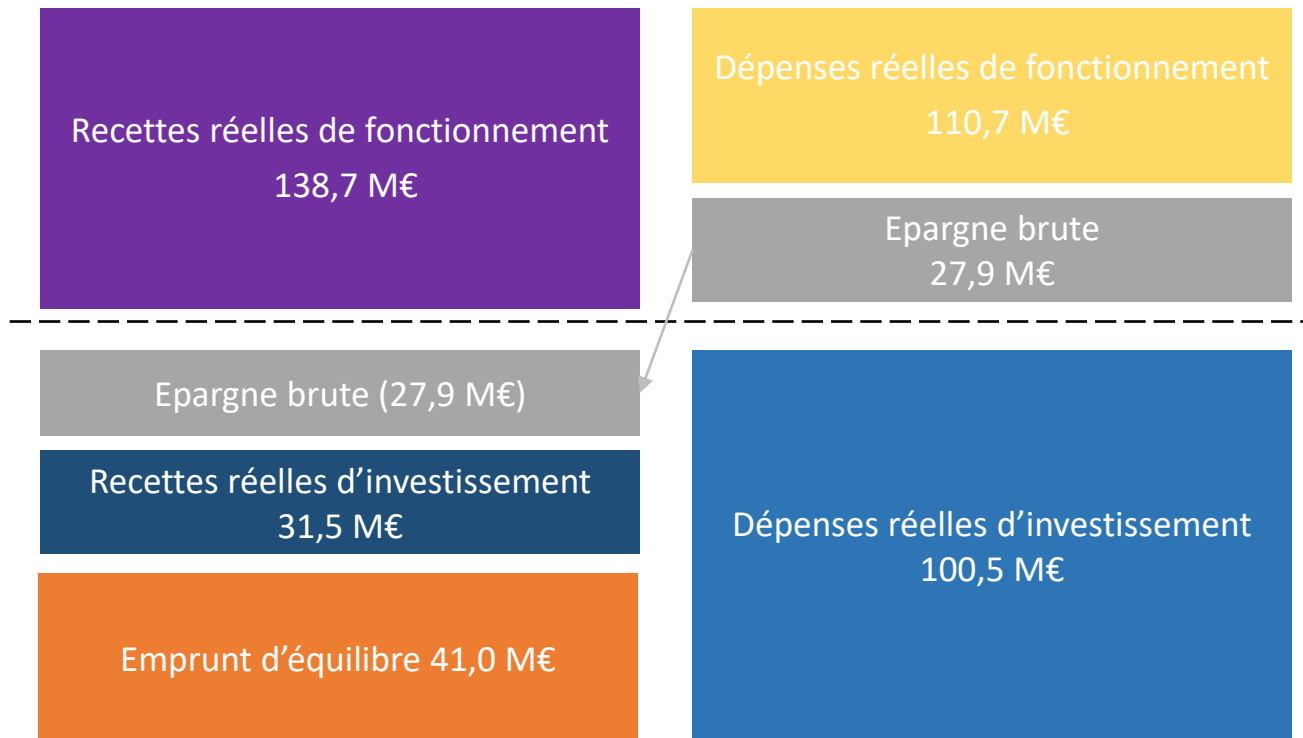 Recettes réelles de fonctionnement
138,7 M€
Dépenses réelles de fonctionnement
110,7 M€
Epargne brute
27,9 M€
Epargne brute (27,9 M€)
Recettes réelles d’investissement
31,5 M€
Emprunt d’équilibre 41,0 M€
Dépenses réelles d’investissement
100,5 M€